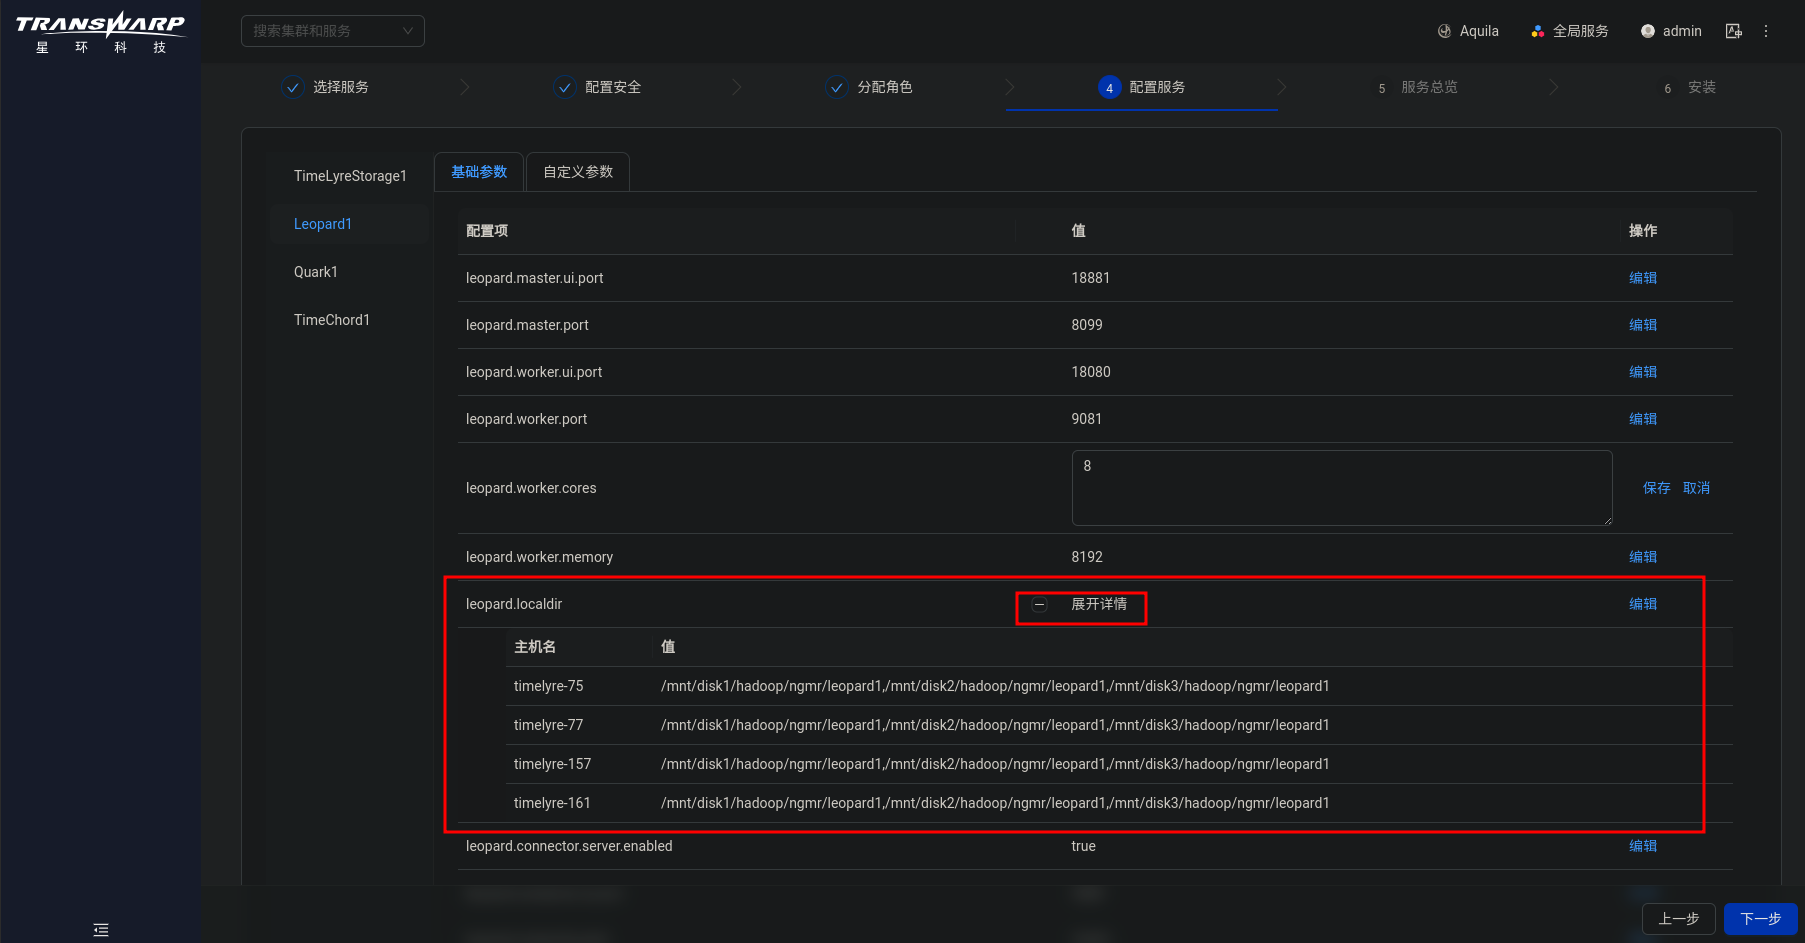 TRANSWARP
星环科技
搜索集群和服务
Aquila
全局服务
admin
选择服务
配置安全
分配角色
4 配置服务
5 服务总览
6 安装
TimeLyreStorage1
Leopard1
Quark1
TimeChord1
基础参数 自定义参数
配置项 值 操作
leopard.master.ui.port 18881 编辑
leopard.master.port 8099 编辑
leopard.worker.ui.port 18080 编辑
leopard.worker.port 9081 编辑
leopard.worker.cores 8 保存 取消
leopard.worker.memory 8192 编辑
leopard.localdir 展开详情 编辑
主机名 值
timelyre-75 /mnt/disk1/hadoop/ngmr/leopard1,/mnt/disk2/hadoop/ngmr/leopard1,/mnt/disk3/hadoop/ngmr/leopard1
timelyre-77 /mnt/disk1/hadoop/ngmr/leopard1,/mnt/disk2/hadoop/ngmr/leopard1,/mnt/disk3/hadoop/ngmr/leopard1
timelyre-157 /mnt/disk1/hadoop/ngmr/leopard1,/mnt/disk2/hadoop/ngmr/leopard1,/mnt/disk3/hadoop/ngmr/leopard1
timelyre-161 /mnt/disk1/hadoop/ngmr/leopard1,/mnt/disk2/hadoop/ngmr/leopard1,/mnt/disk3/hadoop/ngmr/leopard1
leopard.connector.server.enabled true 编辑
上一步 下一步